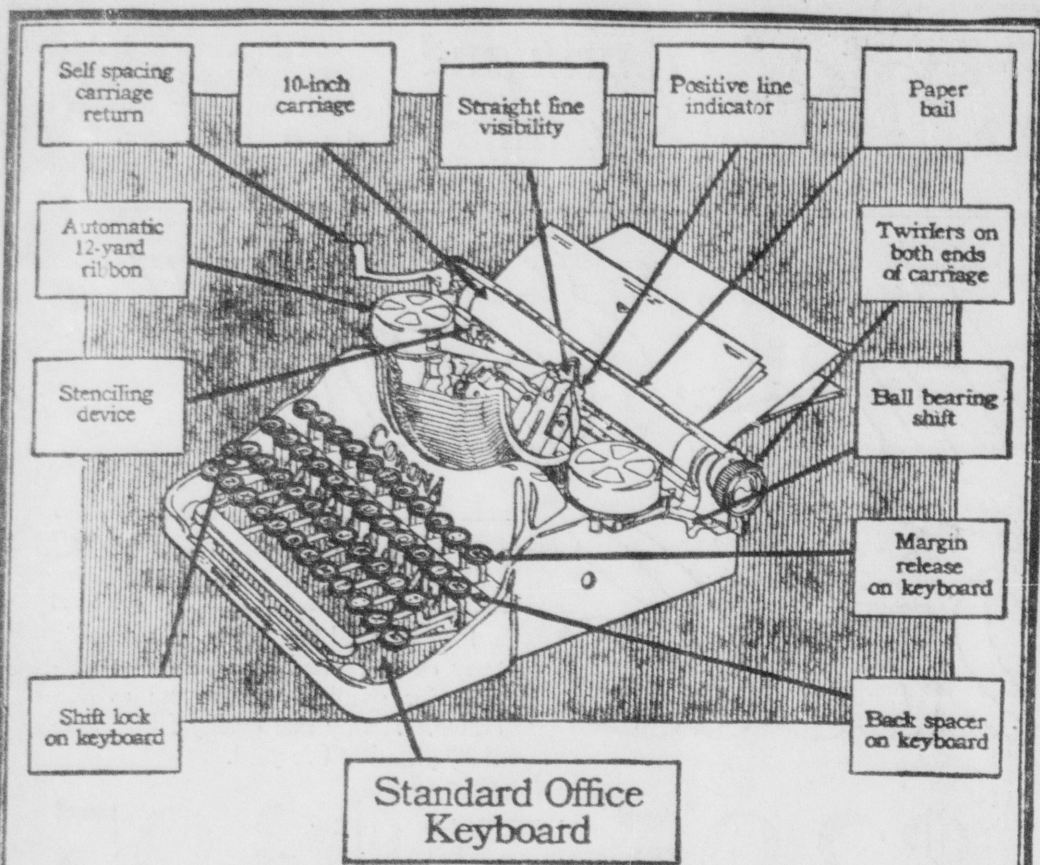 Self spacing
carriage
return
10-inch
carriage
Straight line
visibility
Positive line
indicator
Paper
bail
Automatic
12-yard
ribbon
Twirlers on
both ends
of carriage
Stenciling
device
Ball bearing
shift
CORONA
Margin
release
on keyboard
Shift lock
on keyboard
Back spacer
on keyboard
Standard Office
Keyboard